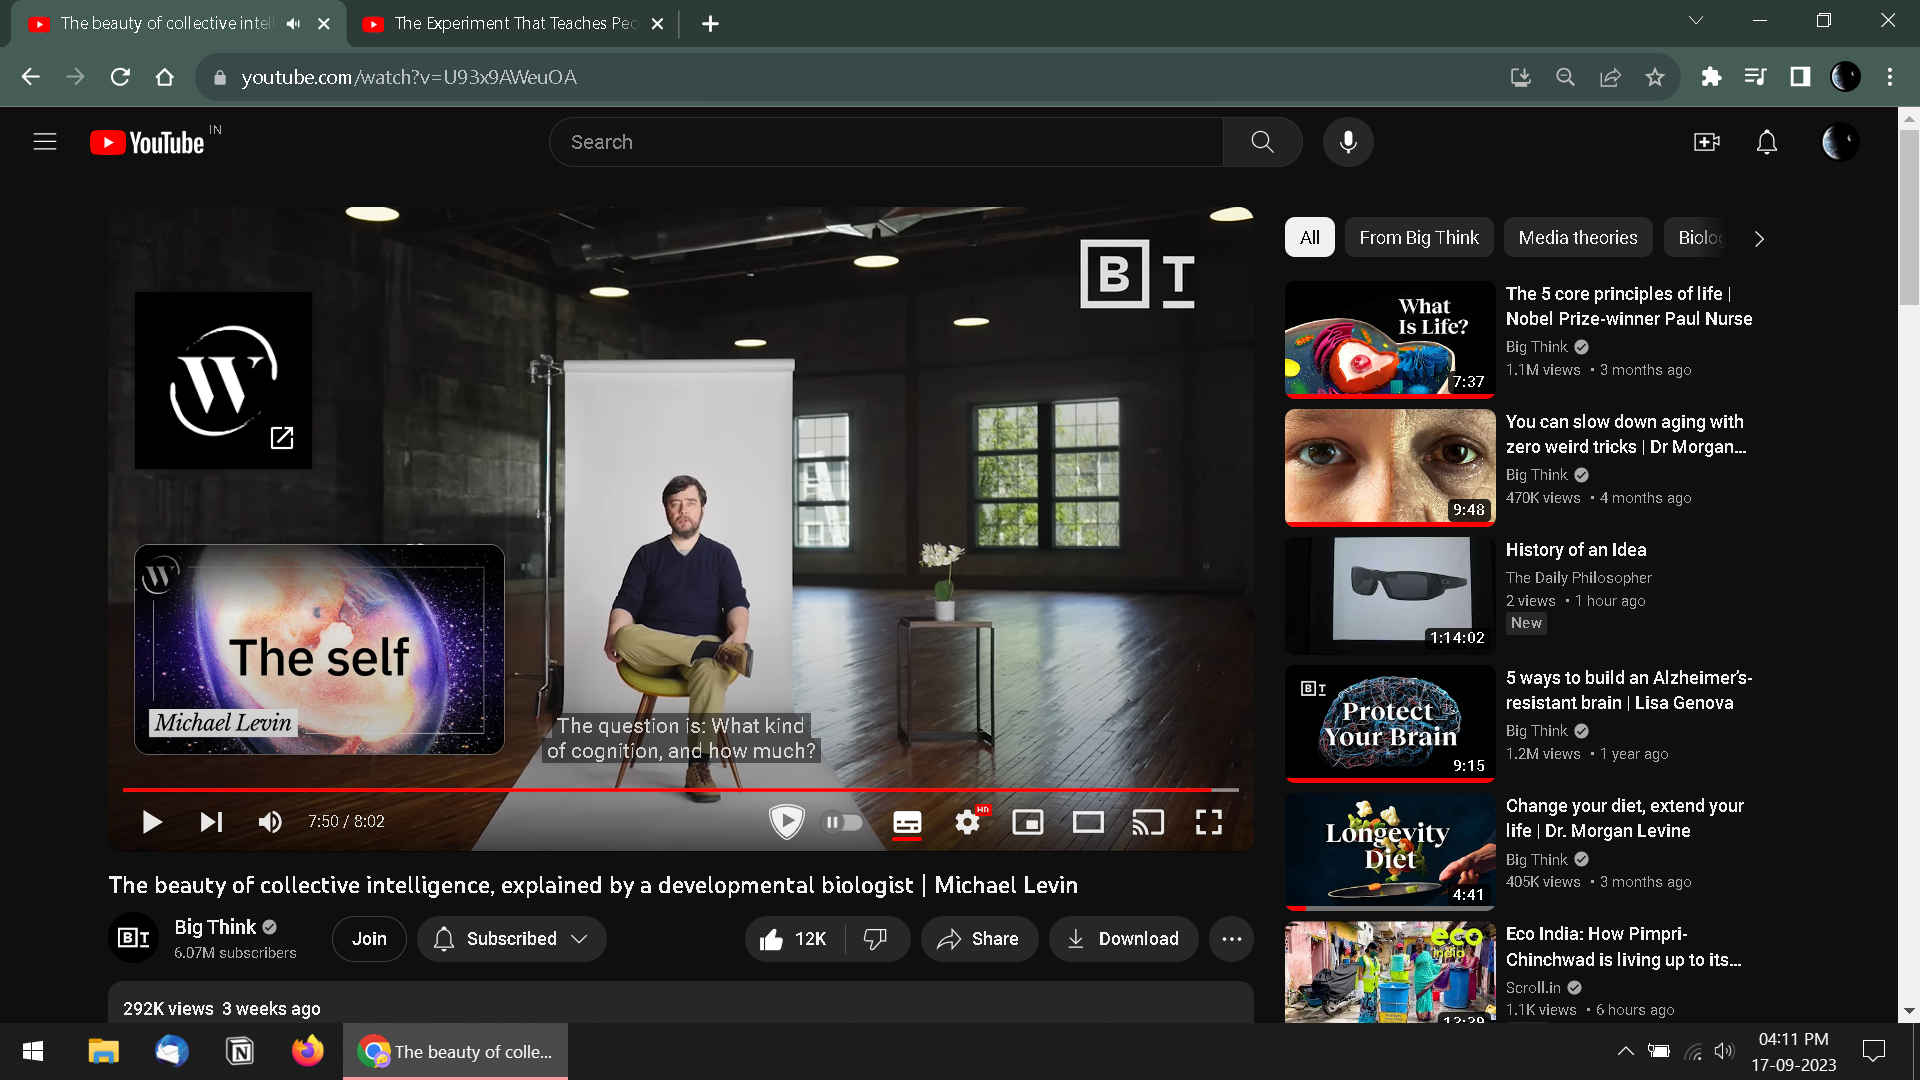 The beauty of collective intel
The Experiment That Teaches Peo
youtube.com/watch?v=U93x9AWeuOA
YouTube IN
Search
B T
W
W
The self
Michael Levin
The question is: What kind
of cognition, and how much?
7:50 / 8:02
HD
The beauty of collective intelligence, explained by a developmental biologist | Michael Levin
BT
Big Think
6.07M subscribers
Join
Subscribed
12K
Share
Download
292K views 3 weeks ago
All
From Big Think
Media theories
Biolog
What
Is Life?
7:37
The 5 core principles of life |
Nobel Prize-winner Paul Nurse
Big Think
1.1M views • 3 months ago
9:48
You can slow down aging with
zero weird tricks | Dr Morgan...
Big Think
470K views • 4 months ago
1:14:02
History of an Idea
The Daily Philosopher
2 views • 1 hour ago
New
BT
Protect
Your Brain
9:15
5 ways to build an Alzheimer's-
resistant brain | Lisa Genova
Big Think
1.2M views • 1 year ago
Longevity
Diet
4:41
Change your diet, extend your
life | Dr. Morgan Levine
Big Think
405K views • 3 months ago
eco
india
13:39
Eco India: How Pimpri-
Chinchwad is living up to its...
Scroll.in
1.1K views • 6 hours ago
The beauty of colle...
04:11 PM
17-09-2023